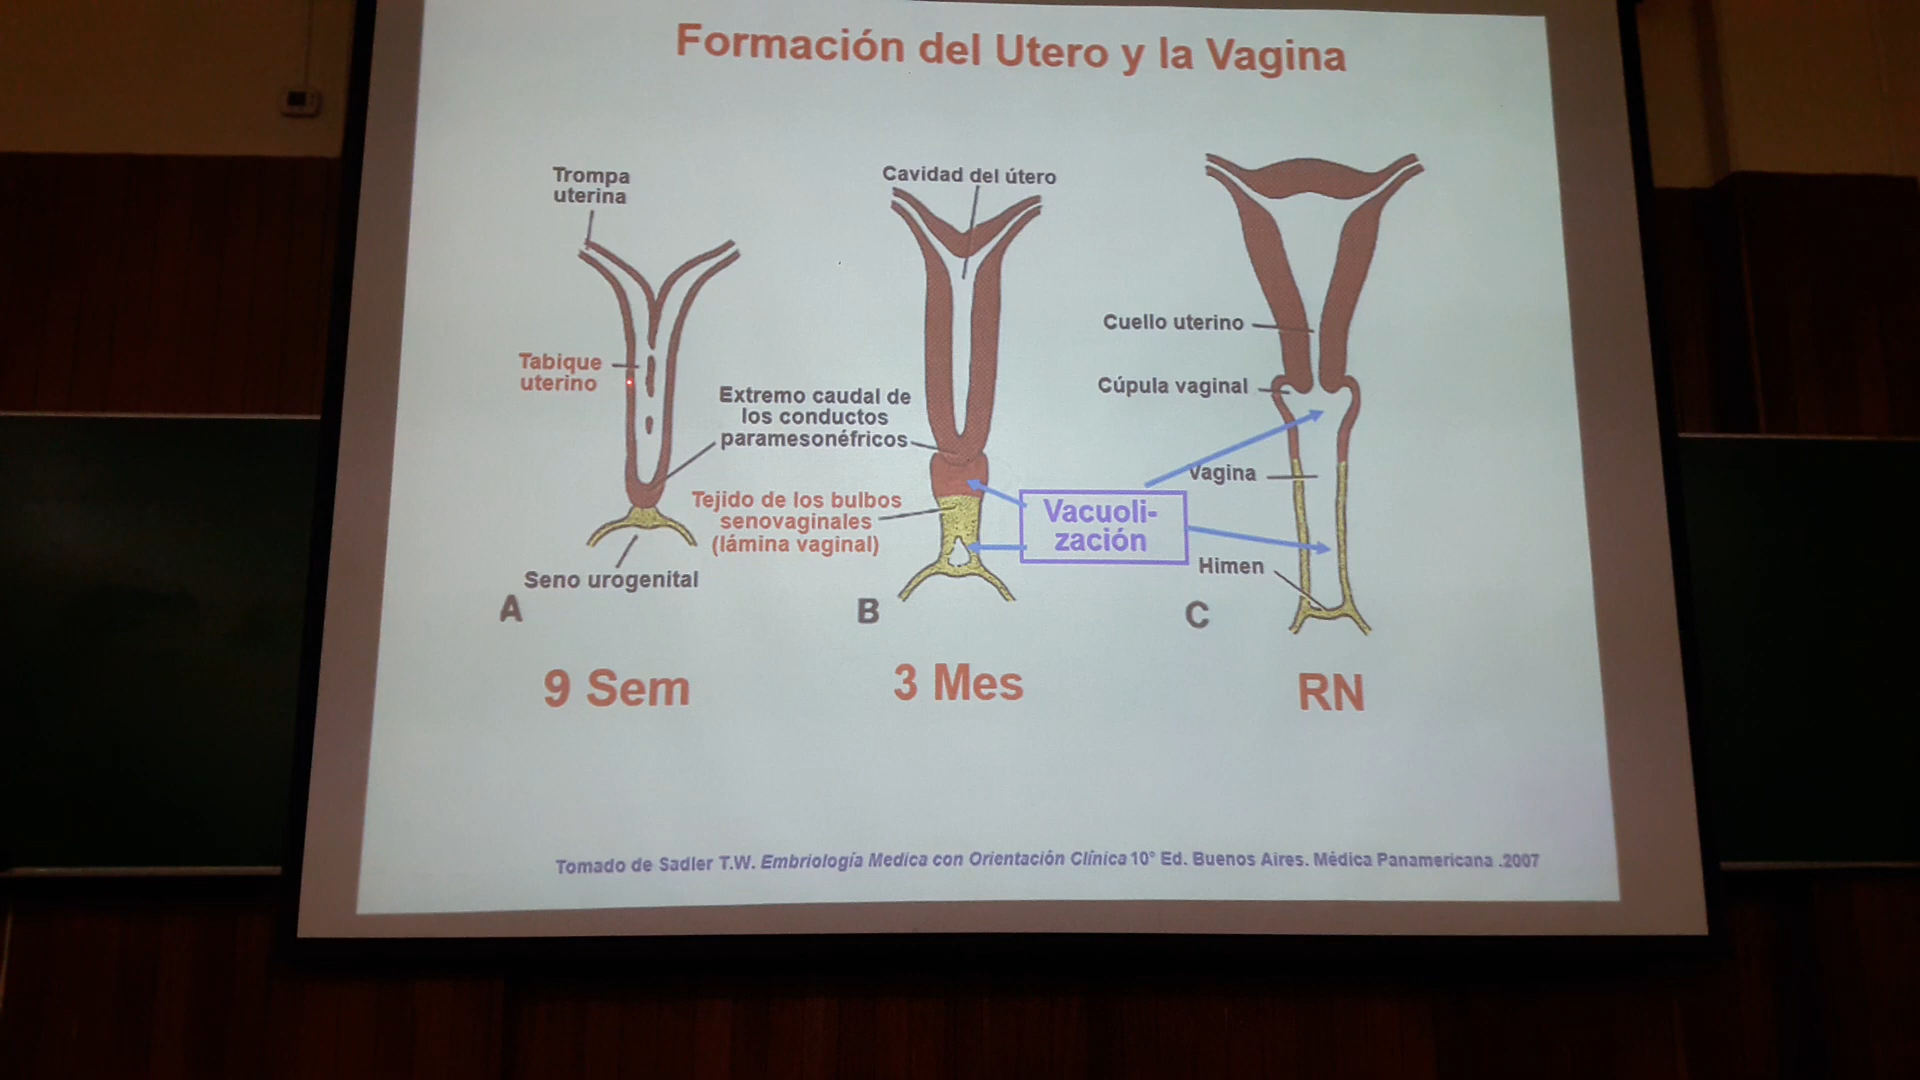 Formación del Utero y la Vagina
Trompa
uterina
Tabique
uterino
Extremo caudal de
los conductos
paramesonéfricos
Tejido de los bulbos
senovaginales
(lámina vaginal)
Seno urogenital
A
9 Sem
Cavidad del útero
Vacuoli-
zación
B
3 Mes
Cuello uterino
Cúpula vaginal
Vagina
Himen
C
RN
Tomado de Sadler T.W. Embriología Medica con Orientación Clínica 10° Ed. Buenos Aires. Médica Panamericana .2007